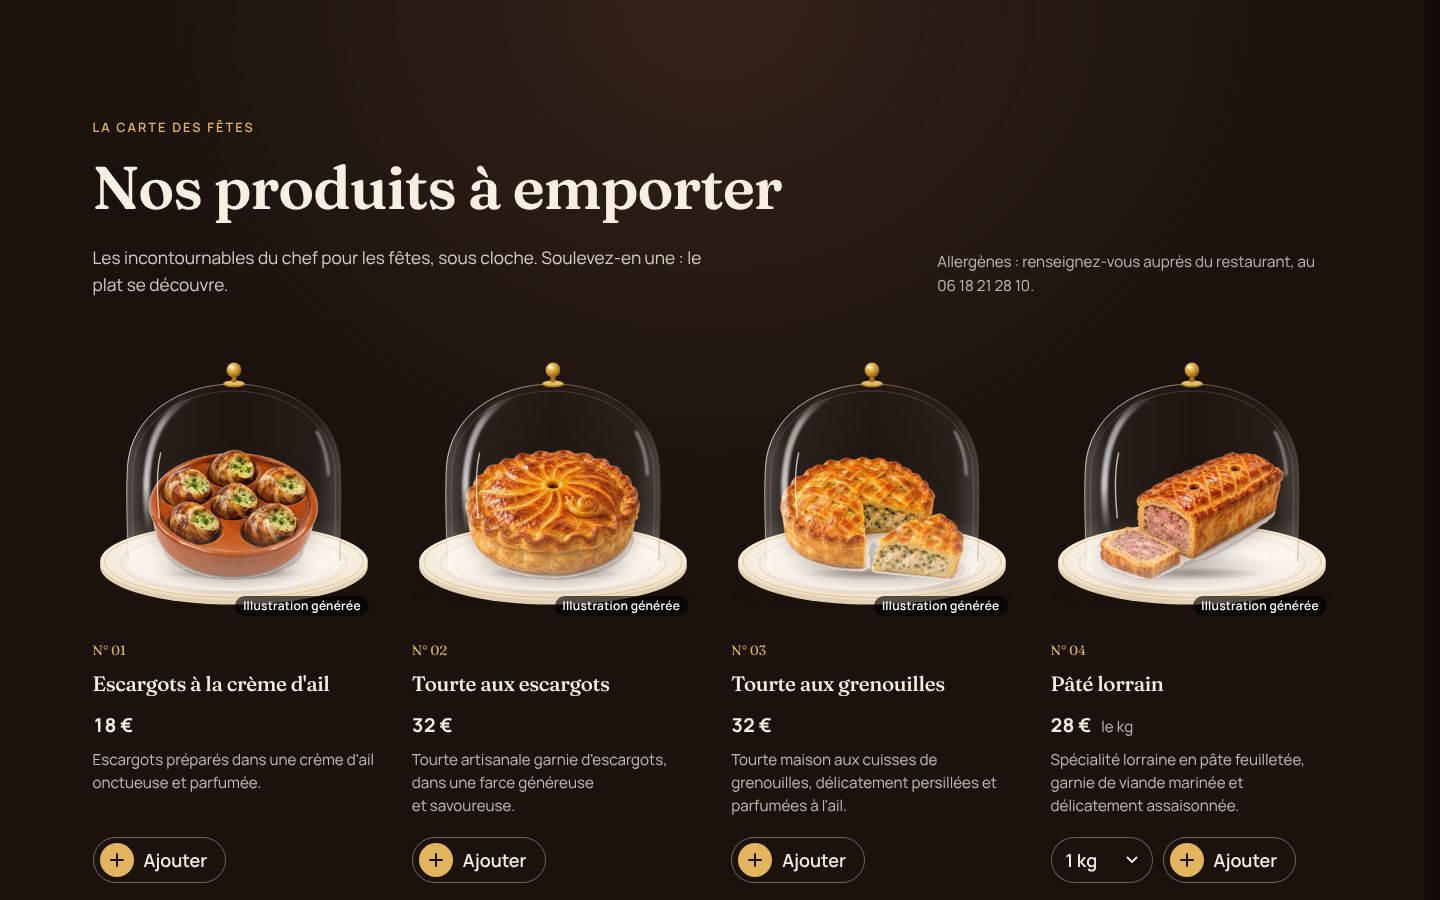 LA CARTE DES FÊTES
Nos produits à emporter
Les incontournables du chef pour les fêtes, sous cloche. Soulevez-en une : le
plat se découvre.
Allergènes : renseignez-vous auprès du restaurant, au
06 18 21 28 10.
Illustration générée
Illustration générée
Illustration générée
Illustration générée
N° 01
Escargots à la crème d'ail
18 €
Escargots préparés dans une crème d'ail
onctueuse et parfumée.
Ajouter
N° 02
Tourte aux escargots
32 €
Tourte artisanale garnie d'escargots,
dans une farce généreuse
et savoureuse.
Ajouter
N° 03
Tourte aux grenouilles
32 €
Tourte maison aux cuisses de
grenouilles, délicatement persillées et
parfumées à l'ail.
Ajouter
N° 04
Pâté lorrain
28 € le kg
Spécialité lorraine en pâte feuilletée,
garnie de viande marinée et
délicatement assaisonnée.
1 kg
Ajouter